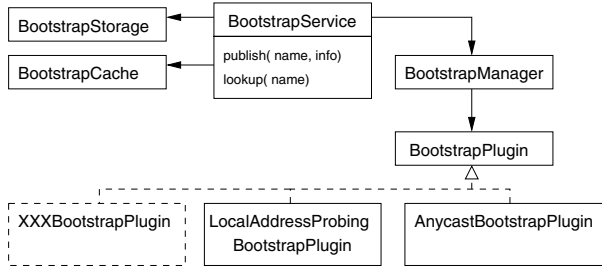 BootstrapStorage
BootstrapService
BootstrapCache
publish( name, info)
lookup( name)
BootstrapManager
BootstrapPlugin
XXXBootstrapPlugin
LocalAddressProbing
BootstrapPlugin
AnycastBootstrapPlugin